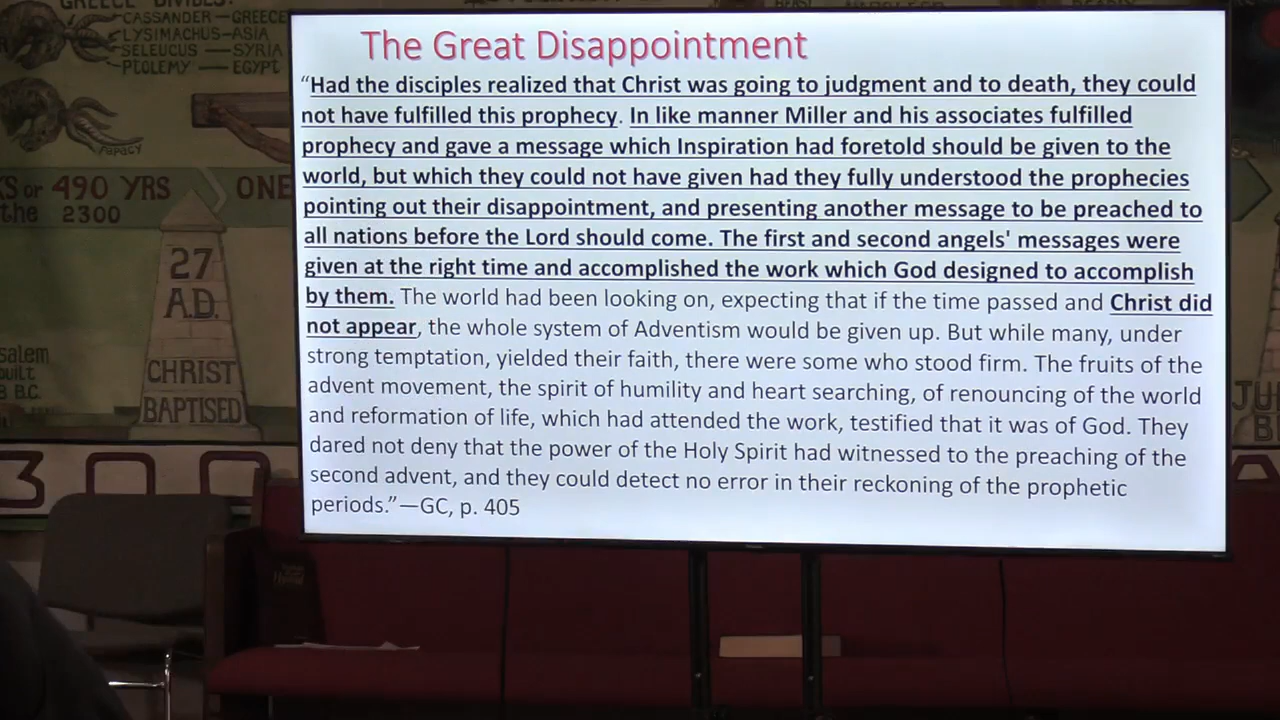 GREECE DIVIDES:
CASSANDER – GREECE
LYSIMACHUS–ASIA
SELEUCUS — SYRIA
PTOLEMY — EGYPT
PAPACY
or 490 YRS
the 2300
ONE
27
A.D.
CHRIST
BAPTISED
B.C.
300
The Great Disappointment
“Had the disciples realized that Christ was going to judgment and to death, they could
not have fulfilled this prophecy. In like manner Miller and his associates fulfilled
prophecy and gave a message which Inspiration had foretold should be given to the
world, but which they could not have given had they fully understood the prophecies
pointing out their disappointment, and presenting another message to be preached to
all nations before the Lord should come. The first and second angels' messages were
given at the right time and accomplished the work which God designed to accomplish
by them. The world had been looking on, expecting that if the time passed and Christ did
not appear, the whole system of Adventism would be given up. But while many, under
strong temptation, yielded their faith, there were some who stood firm. The fruits of the
advent movement, the spirit of humility and heart searching, of renouncing of the world
and reformation of life, which had attended the work, testified that it was of God. They
dared not deny that the power of the Holy Spirit had witnessed to the preaching of the
second advent, and they could detect no error in their reckoning of the prophetic
periods.”—GC, p. 405